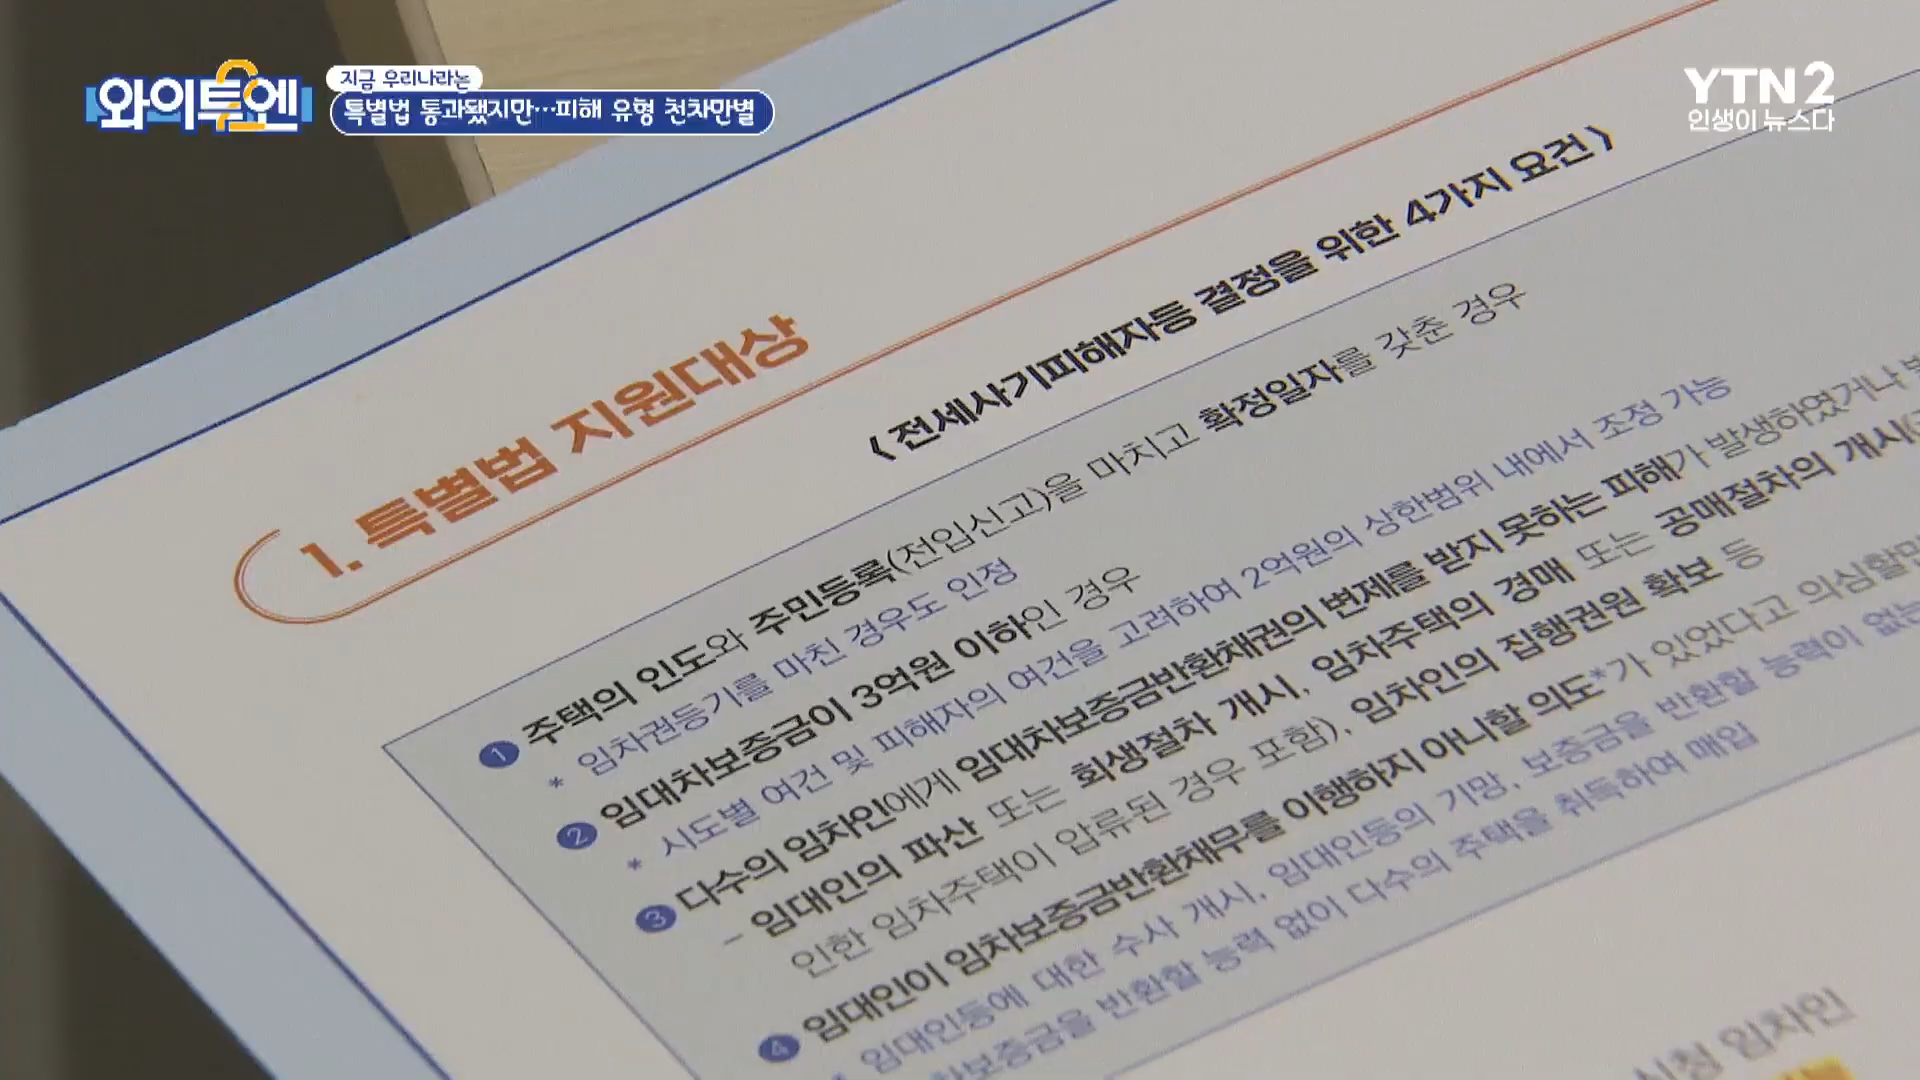 와이투엔
지금 우리나라는
특별법 통과됐지만…피해 유형 천차만별
YTN2
인생이 뉴스다
1. 특별법 지원대상
< 전세사기피해자등 결정을 위한 4가지 요건 >
1 주택의 인도와 주민등록(전입신고)을 마치고 확정일자를 갖춘 경우
* 임차권등기를 마친 경우도 인정
2 임대차보증금이 3억원 이하인 경우
* 시도별 여건 및 피해자의 여건을 고려하여 2억원의 상한범위 내에서 조정 가능
3 다수의 임차인에게 임대차보증금반환채권의 변제를 받지 못하는 피해가 발생하였거나
- 임대인의 파산 또는 회생절차 개시, 임차주택의 경매 또는 공매절차의 개시(
인한 임차주택이 압류된 경우 포함), 임차인의 집행권원 확보 등
4 임대인이 임차보증금반환채무를 이행하지 아니할 의도*가 있었다고 의심할만
* 임대인등에 대한 수사 개시, 임대인등의 기망, 보증금을 반환할 능력이 없는
차보증금을 반환할 능력 없이 다수의 주택을 취득하여 매입
신청 임차인